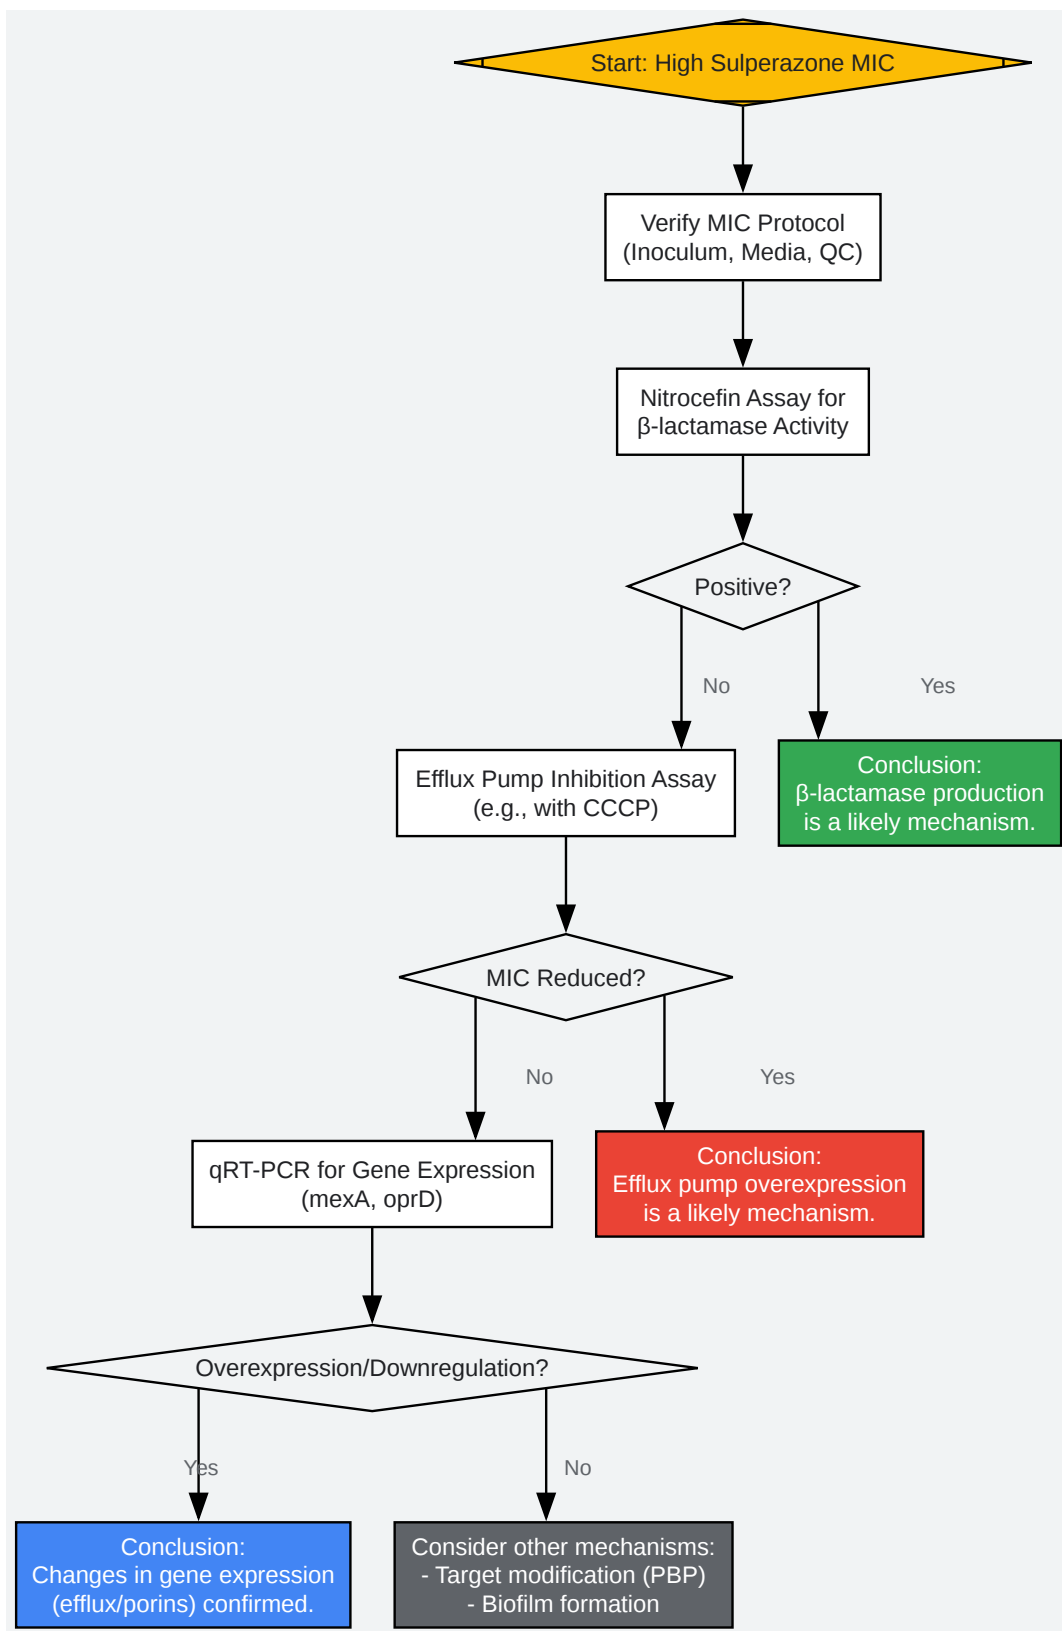 Start: High Sulperazone MIC
Verify MIC Protocol
(Inoculum, Media, QC)
Nitrocefin Assay for
β-lactamase Activity
Positive?
No
Yes
Efflux Pump Inhibition Assay
(e.g., with CCCP)
Conclusion:
β-lactamase production
is a likely mechanism.
MIC Reduced?
No
Yes
qRT-PCR for Gene Expression
(mexA, oprD)
Conclusion:
Efflux pump overexpression
is a likely mechanism.
Overexpression/Downregulation?
Yes
No
Conclusion:
Changes in gene expression
(efflux/porins) confirmed.
Consider other mechanisms:
- Target modification (PBP)
- Biofilm formation